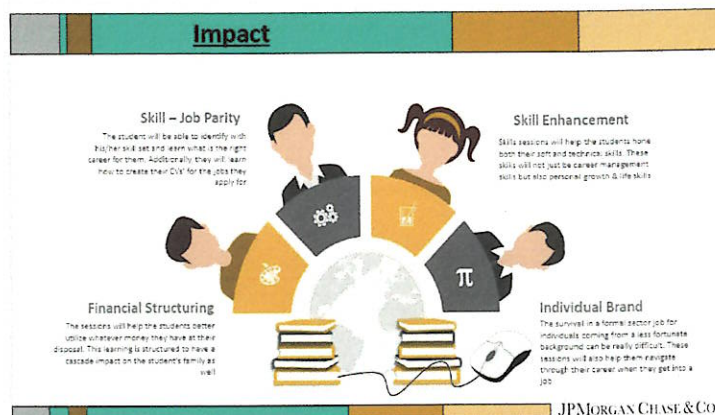 Impact
Skill – Job Parity
The student will be able to identify with
his/her skill set and learn what is the right
career for them. Additionally they will learn
how to create their CVs' for the jobs they
apply for
Skill Enhancement
Skills sessions will help the students hone
both their soft and technical skills. These
skills will not just be career management
skills but also personal growth & life skills
π
Financial Structuring
The sessions will help the students better
utilize whatever money they have at their
disposal. This learning is structured to have a
cascade impact on the student's family as
well
Individual Brand
The survival in a formal sector job for
individuals coming from a less fortunate
background can be really difficult. These
sessions will also help them navigate
through their career when they get into a
job
JPMORGAN CHASE & CO